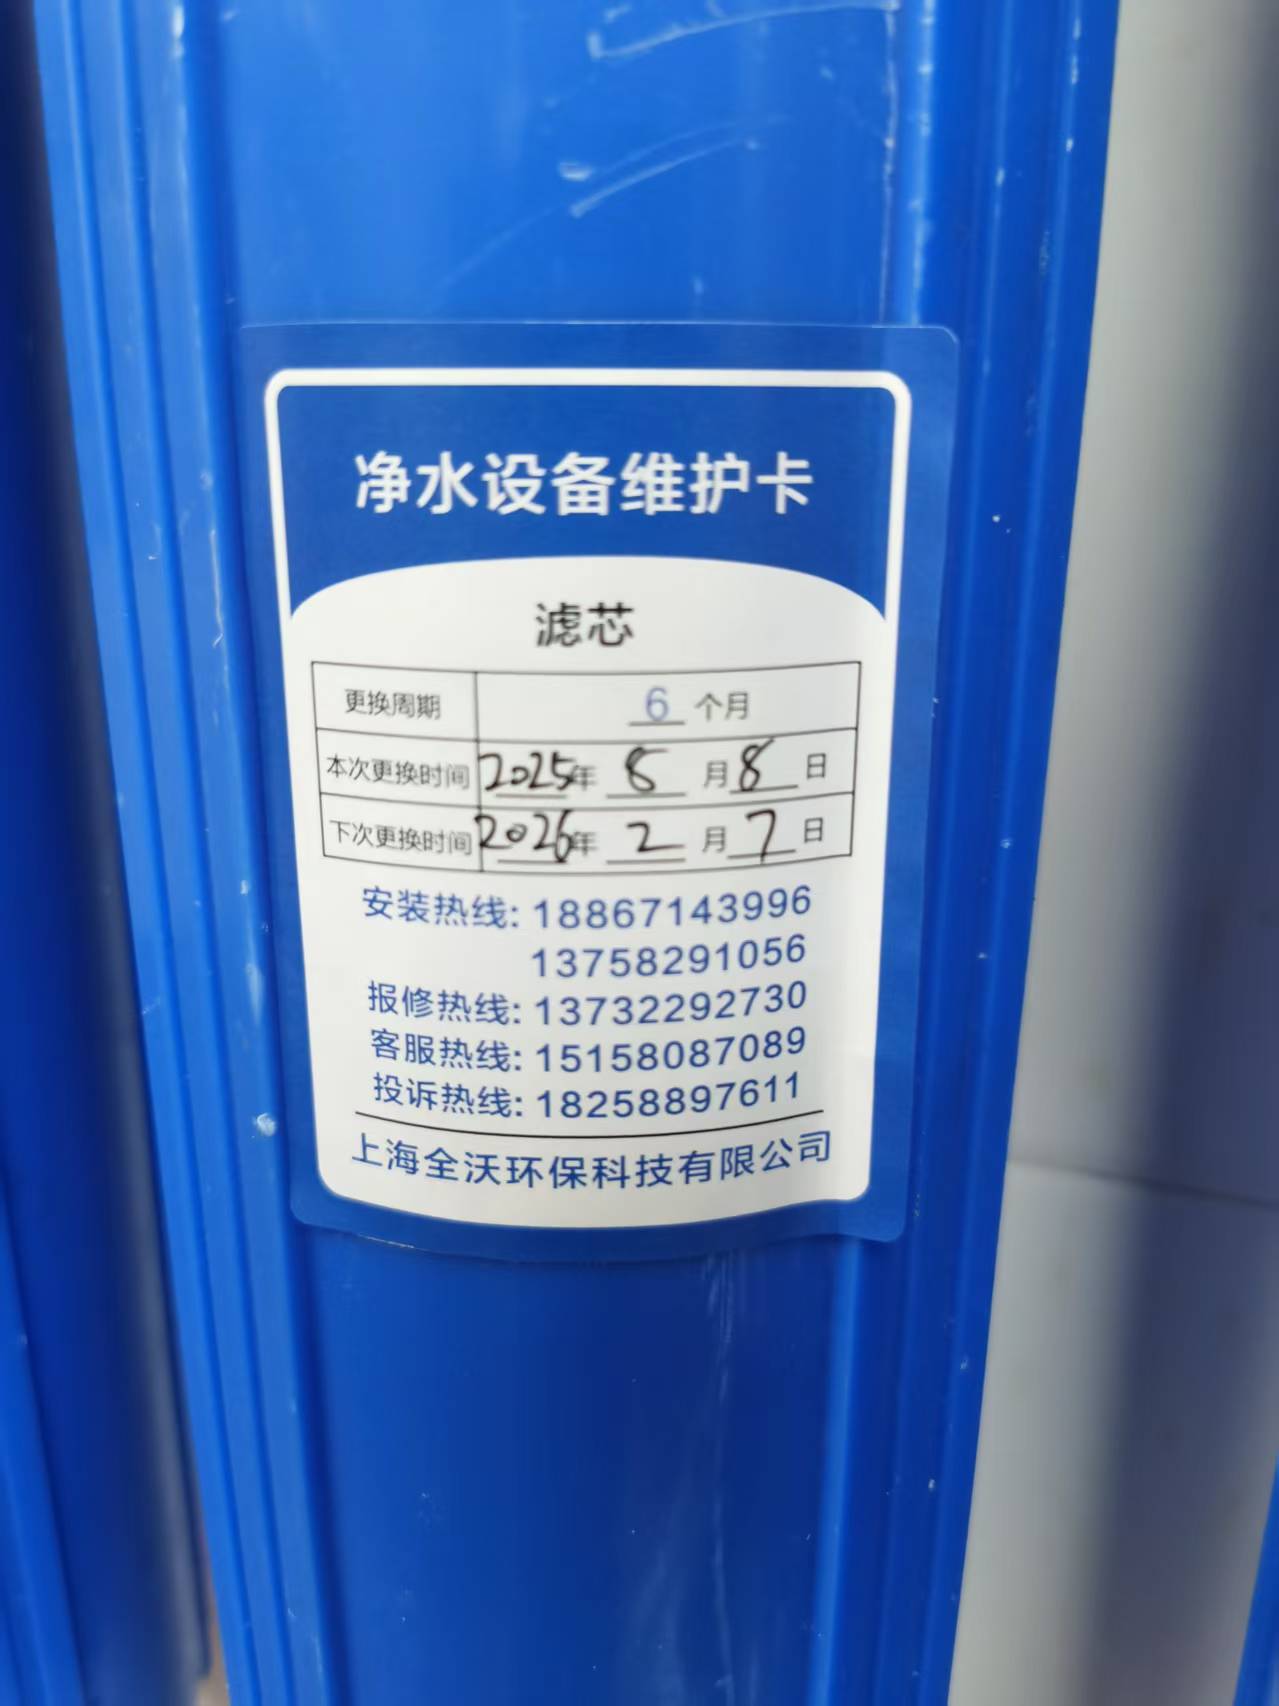 净水设备维护卡
滤芯
更换周期 6 个月
本次更换时间 2025年 8 月 8 日
下次更换时间 2026年 2 月 7 日
安装热线: 18867143996
13758291056
报修热线: 13732292730
客服热线: 15158087089
投诉热线: 18258897611
上海全沃环保科技有限公司